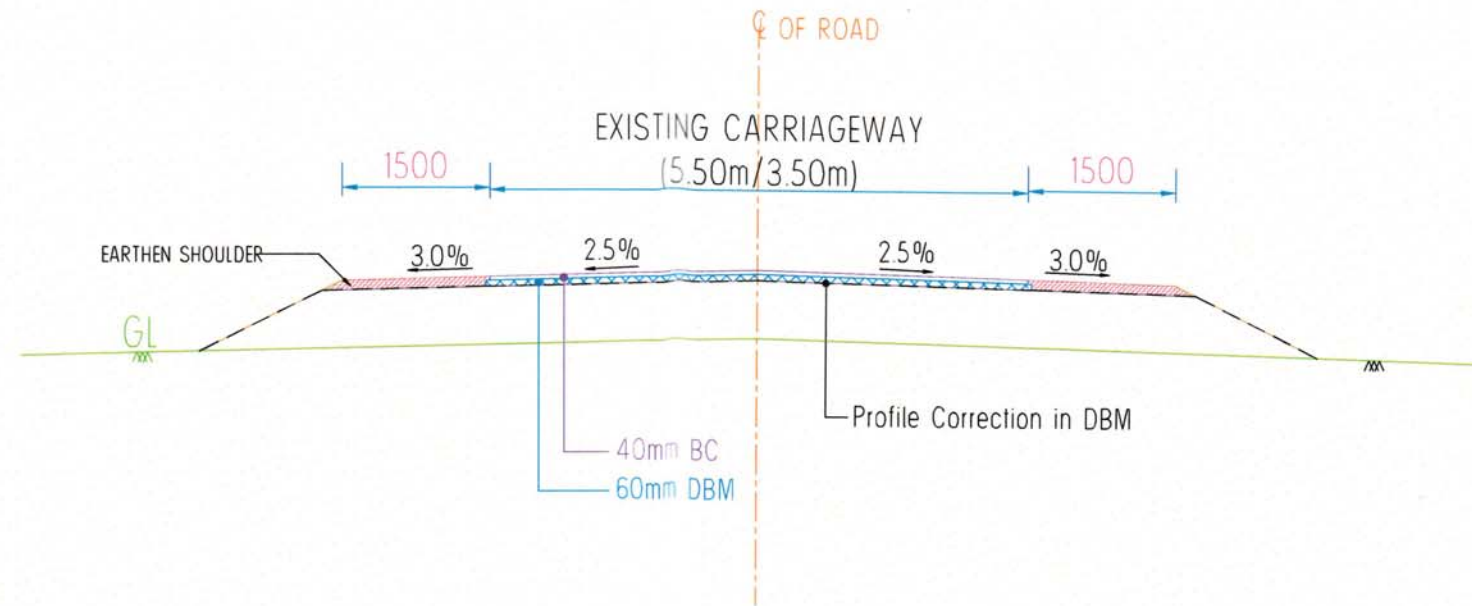 ℄ OF ROAD
EXISTING CARRIAGEWAY
(5.50m/3.50m)
1500
1500
EARTHEN SHOULDER
3.0%
2.5%
2.5%
3.0%
GL
Profile Correction in DBM
40mm BC
60mm DBM